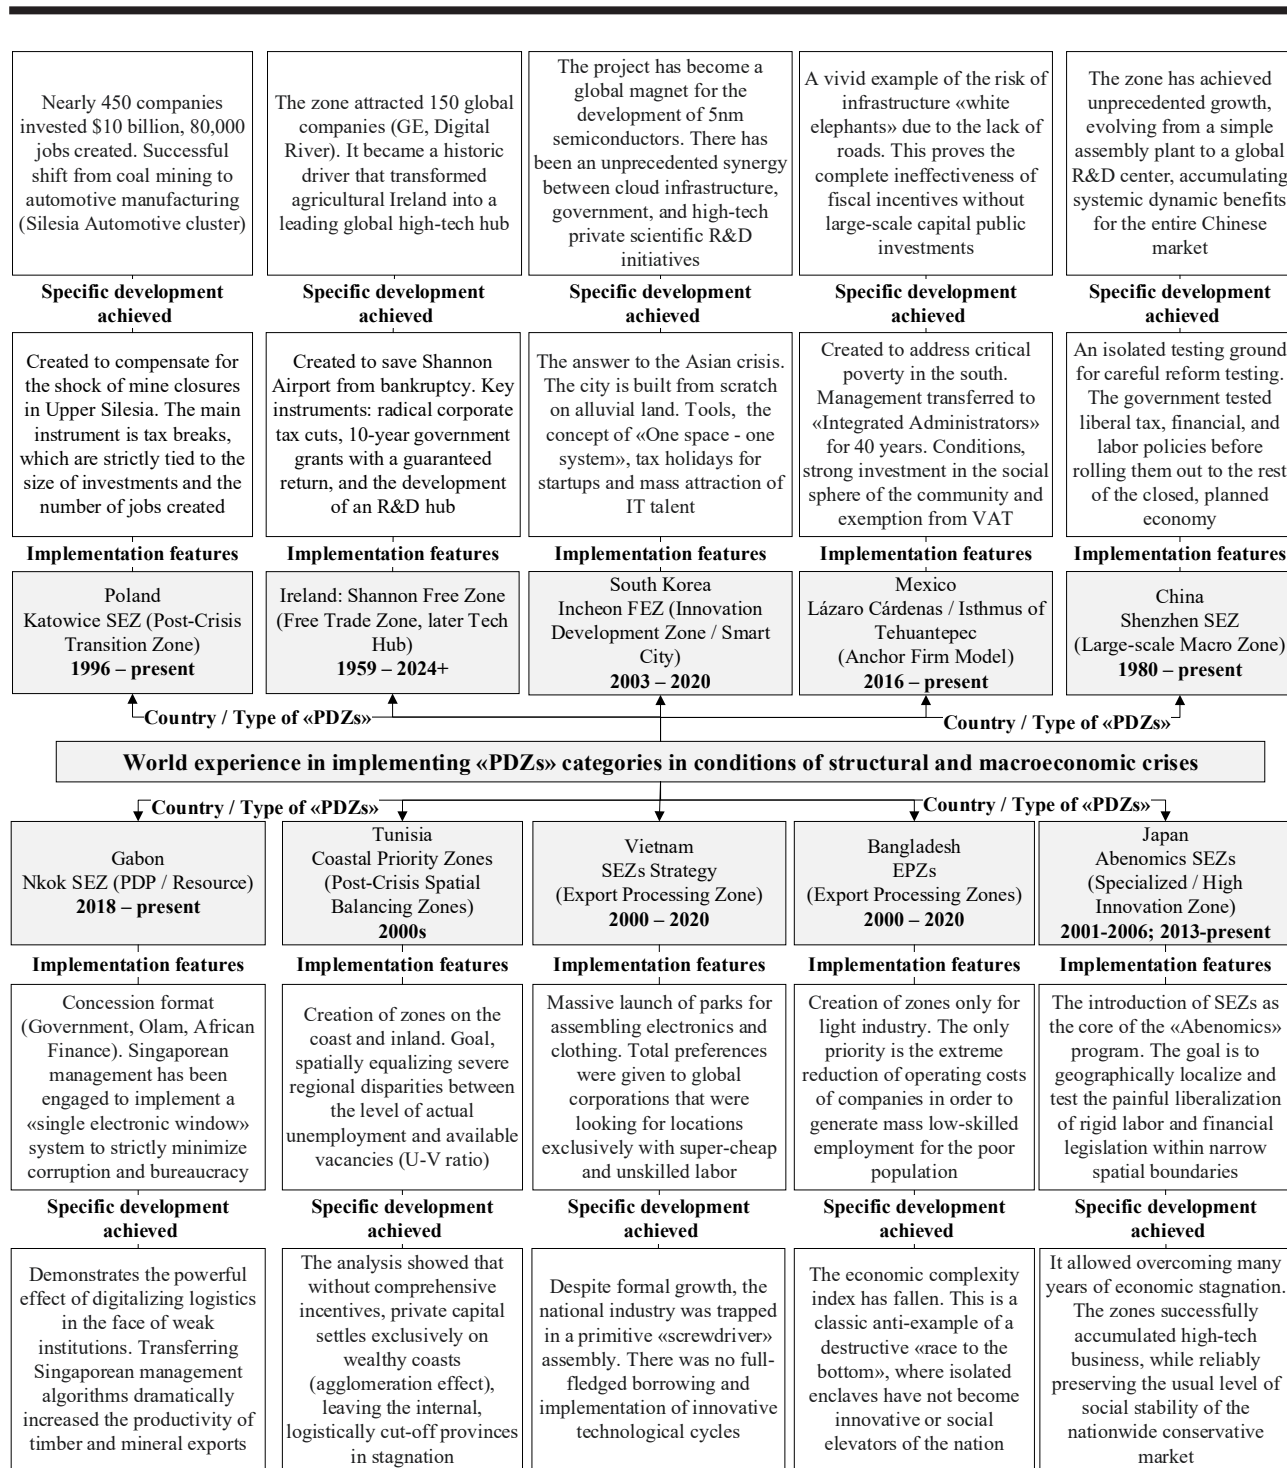 Nearly 450 companies
invested $10 billion, 80,000
jobs created. Successful
shift from coal mining to
automotive manufacturing
(Silesia Automotive cluster)
The zone attracted 150 global
companies (GE, Digital
River). It became a historic
driver that transformed
agricultural Ireland into a
leading global high-tech hub
The project has become a
global magnet for the
development of 5nm
semiconductors. There has
been an unprecedented synergy
between cloud infrastructure,
government, and high-tech
private scientific R&D
initiatives
A vivid example of the risk of
infrastructure «white
elephants» due to the lack of
roads. This proves the
complete ineffectiveness of
fiscal incentives without
large-scale capital public
investments
The zone has achieved
unprecedented growth,
evolving from a simple
assembly plant to a global
R&D center, accumulating
systemic dynamic benefits
for the entire Chinese
market
Specific development
achieved
Specific development
achieved
Specific development
achieved
Specific development
achieved
Specific development
achieved
Created to compensate for
the shock of mine closures
in Upper Silesia. The main
instrument is tax breaks,
which are strictly tied to the
size of investments and the
number of jobs created
Created to save Shannon
Airport from bankruptcy. Key
instruments: radical corporate
tax cuts, 10-year government
grants with a guaranteed
return, and the development
of an R&D hub
The answer to the Asian crisis.
The city is built from scratch
on alluvial land. Tools, the
concept of «One space - one
system», tax holidays for
startups and mass attraction of
IT talent
Created to address critical
poverty in the south.
Management transferred to
«Integrated Administrators»
for 40 years. Conditions,
strong investment in the social
sphere of the community and
exemption from VAT
An isolated testing ground
for careful reform testing.
The government tested
liberal tax, financial, and
labor policies before
rolling them out to the rest
of the closed, planned
economy
Implementation features
Implementation features
Implementation features
Implementation features
Implementation features
Poland
Katowice SEZ (Post-Crisis
Transition Zone)
1996 – present
Ireland: Shannon Free Zone
(Free Trade Zone, later Tech
Hub)
1959 – 2024+
South Korea
Incheon FEZ (Innovation
Development Zone / Smart
City)
2003 – 2020
Mexico
Lázaro Cárdenas / Isthmus of
Tehuantepec
(Anchor Firm Model)
2016 – present
China
Shenzhen SEZ
(Large-scale Macro Zone)
1980 – present
Country / Type of «PDZs»
Country / Type of «PDZs»
World experience in implementing «PDZs» categories in conditions of structural and macroeconomic crises
Country / Type of «PDZs»
Country / Type of «PDZs»
Gabon
Nkok SEZ (PDP / Resource)
2018 – present
Tunisia
Coastal Priority Zones
(Post-Crisis Spatial
Balancing Zones)
2000s
Vietnam
SEZs Strategy
(Export Processing Zone)
2000 – 2020
Bangladesh
EPZs
(Export Processing Zones)
2000 – 2020
Japan
Abenomics SEZs
(Specialized / High
Innovation Zone)
2001-2006; 2013-present
Implementation features
Implementation features
Implementation features
Implementation features
Implementation features
Concession format
(Government, Olam, African
Finance). Singaporean
management has been
engaged to implement a
«single electronic window»
system to strictly minimize
corruption and bureaucracy
Creation of zones on the
coast and inland. Goal,
spatially equalizing severe
regional disparities between
the level of actual
unemployment and available
vacancies (U-V ratio)
Massive launch of parks for
assembling electronics and
clothing. Total preferences
were given to global
corporations that were
looking for locations
exclusively with super-cheap
and unskilled labor
Creation of zones only for
light industry. The only
priority is the extreme
reduction of operating costs
of companies in order to
generate mass low-skilled
employment for the poor
population
The introduction of SEZs as
the core of the «Abenomics»
program. The goal is to
geographically localize and
test the painful liberalization
of rigid labor and financial
legislation within narrow
spatial boundaries
Specific development
achieved
Specific development
achieved
Specific development
achieved
Specific development
achieved
Specific development
achieved
Demonstrates the powerful
effect of digitalizing logistics
in the face of weak
institutions. Transferring
Singaporean management
algorithms dramatically
increased the productivity of
timber and mineral exports
The analysis showed that
without comprehensive
incentives, private capital
settles exclusively on
wealthy coasts
(agglomeration effect),
leaving the internal,
logistically cut-off provinces
in stagnation
Despite formal growth, the
national industry was trapped
in a primitive «screwdriver»
assembly. There was no full-
fledged borrowing and
implementation of innovative
technological cycles
The economic complexity
index has fallen. This is a
classic anti-example of a
destructive «race to the
bottom», where isolated
enclaves have not become
innovative or social
elevators of the nation
It allowed overcoming many
years of economic stagnation.
The zones successfully
accumulated high-tech
business, while reliably
preserving the usual level of
social stability of the
nationwide conservative
market